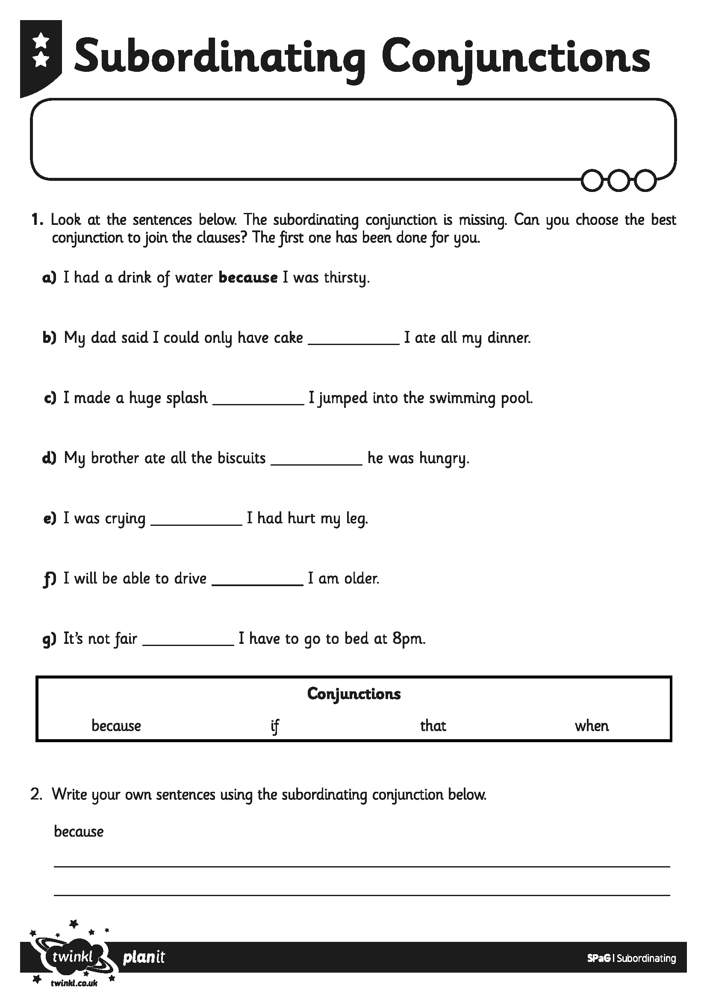 Subordinating Conjunctions
1. Look at the sentences below. The subordinating conjunction is missing. Can you choose the best
conjunction to join the clauses? The first one has been done for you.
a) I had a drink of water because I was thirsty.
b) My dad said I could only have cake ___________ I ate all my dinner.
c) I made a huge splash ___________ I jumped into the swimming pool.
d) My brother ate all the biscuits ___________ he was hungry.
e) I was crying ___________ I had hurt my leg.
f) I will be able to drive ___________ I am older.
g) It's not fair ___________ I have to go to bed at 8pm.
Conjunctions
because if that when
2. Write your own sentences using the subordinating conjunction below.
because
twinkl planit SPaG | Subordinating
twinkl.co.uk